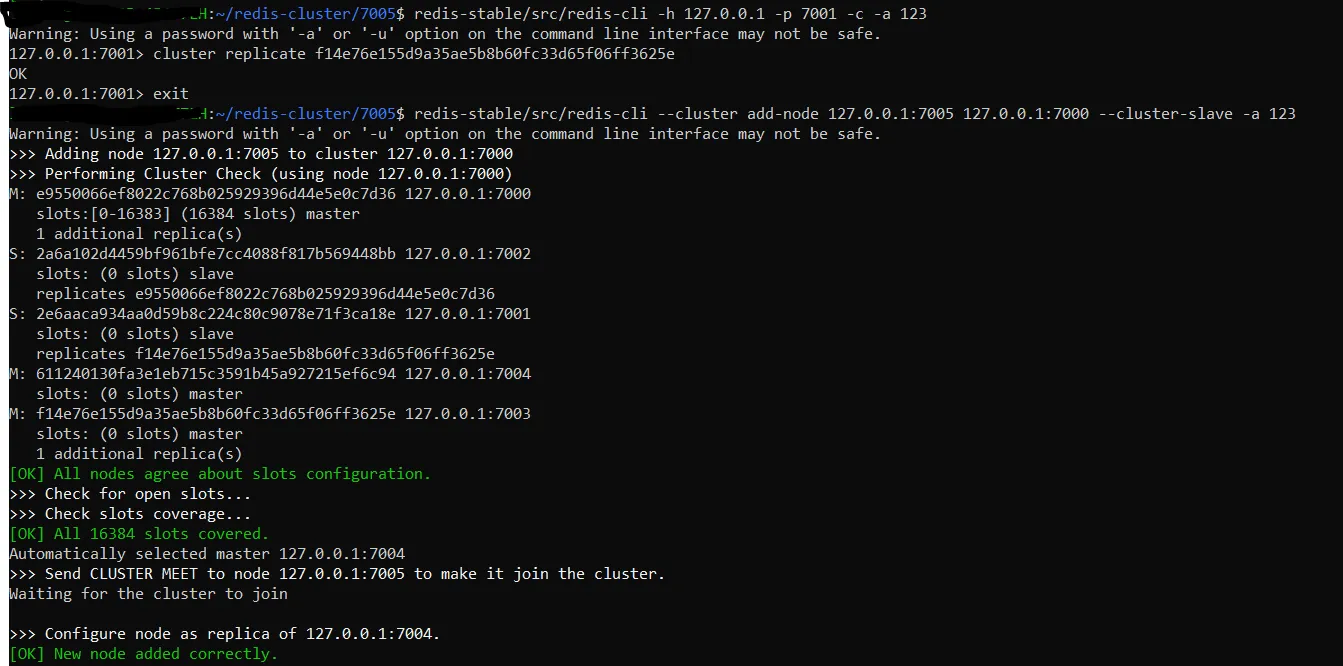 LH:~/redis-cluster/7005$ redis-stable/src/redis-cli -h 127.0.0.1 -p 7001 -c -a 123
Warning: Using a password with '-a' or '-u' option on the command line interface may not be safe.
127.0.0.1:7001> cluster replicate f14e76e155d9a35ae5b8b60fc33d65f06ff3625e
OK
127.0.0.1:7001> exit
LH:~/redis-cluster/7005$ redis-stable/src/redis-cli --cluster add-node 127.0.0.1:7005 127.0.0.1:7000 --cluster-slave -a 123
Warning: Using a password with '-a' or '-u' option on the command line interface may not be safe.
>>> Adding node 127.0.0.1:7005 to cluster 127.0.0.1:7000
>>> Performing Cluster Check (using node 127.0.0.1:7000)
M: e9550066ef8022c768b025929396d44e5e0c7d36 127.0.0.1:7000
   slots:[0-16383] (16384 slots) master
   1 additional replica(s)
S: 2a6a102d4459bf961bfe7cc4088f817b569448bb 127.0.0.1:7002
   slots: (0 slots) slave
   replicates e9550066ef8022c768b025929396d44e5e0c7d36
S: 2e6aaca934aa0d59b8c224c80c9078e71f3ca18e 127.0.0.1:7001
   slots: (0 slots) slave
   replicates f14e76e155d9a35ae5b8b60fc33d65f06ff3625e
M: 611240130fa3e1eb715c3591b45a927215ef6c94 127.0.0.1:7004
   slots: (0 slots) master
M: f14e76e155d9a35ae5b8b60fc33d65f06ff3625e 127.0.0.1:7003
   slots: (0 slots) master
   1 additional replica(s)
[OK] All nodes agree about slots configuration.
>>> Check for open slots...
>>> Check slots coverage...
[OK] All 16384 slots covered.
Automatically selected master 127.0.0.1:7004
>>> Send CLUSTER MEET to node 127.0.0.1:7005 to make it join the cluster.
Waiting for the cluster to join
>>> Configure node as replica of 127.0.0.1:7004.
[OK] New node added correctly.